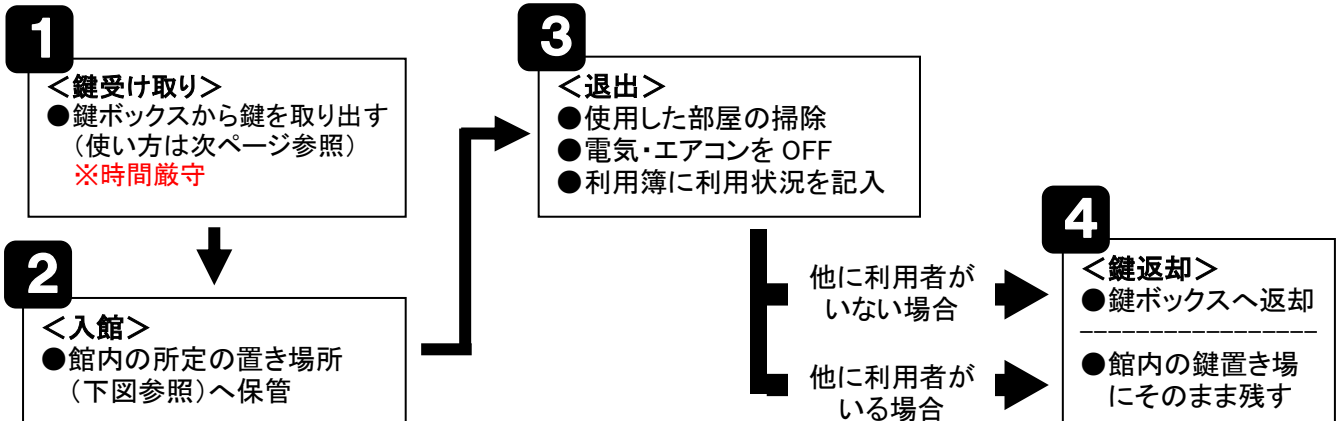 1
＜鍵受け取り＞
●鍵ボックスから鍵を取り出す
（使い方は次ページ参照）
※時間厳守
2
＜入館＞
●館内の所定の置き場所
（下図参照）へ保管
3
＜退出＞
●使用した部屋の掃除
●電気・エアコンを OFF
●利用簿に利用状況を記入
他に利用者が
いない場合
他に利用者が
いる場合
4
＜鍵返却＞
●鍵ボックスへ返却
●館内の鍵置き場
にそのまま残す